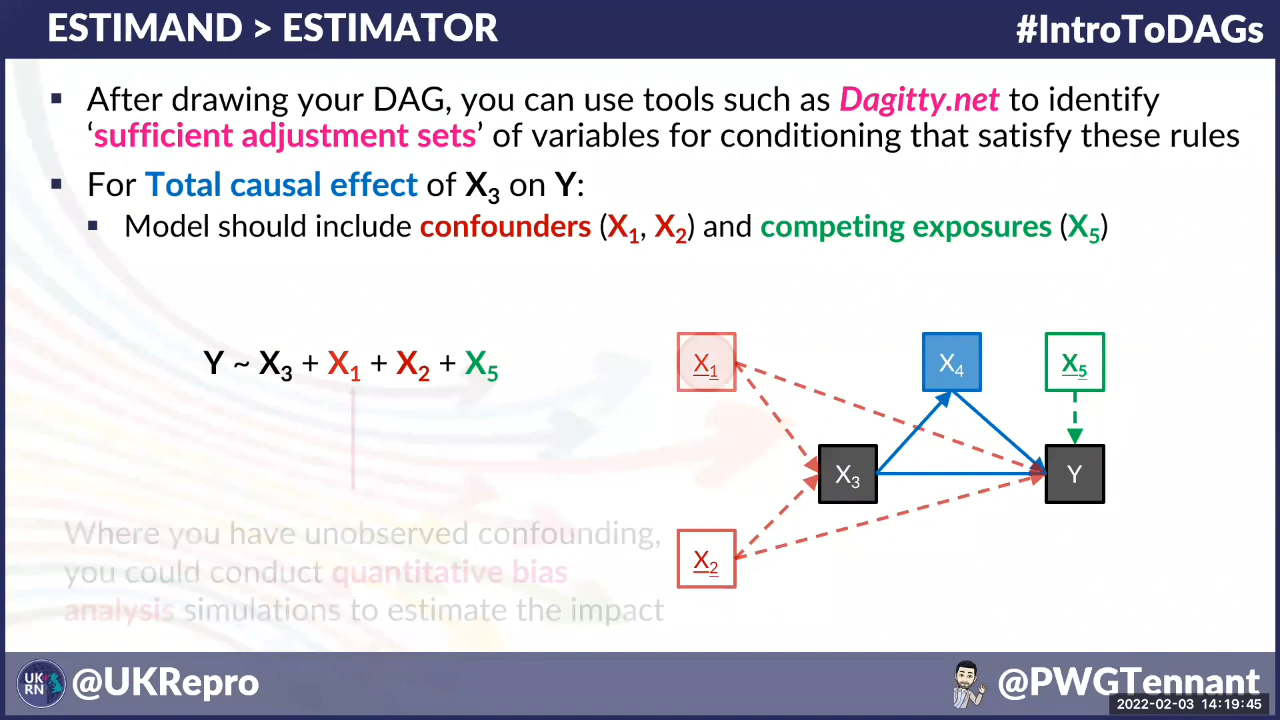 ESTIMAND > ESTIMATOR
#IntroToDAGs
▪ After drawing your DAG, you can use tools such as Dagitty.net to identify
‘sufficient adjustment sets’ of variables for conditioning that satisfy these rules
▪ For Total causal effect of X₃ on Y:
▪ Model should include confounders (X₁, X₂) and competing exposures (X₅)
Y ~ X₃ + X₁ + X₂ + X₅
X₁
X₄
X₅
X₃
Y
X₂
Where you have unobserved confounding,
you could conduct quantitative bias
analysis simulations to estimate the impact
UK
RN
@UKRepro
@PWGTennant
2022-02-03 14:19:45